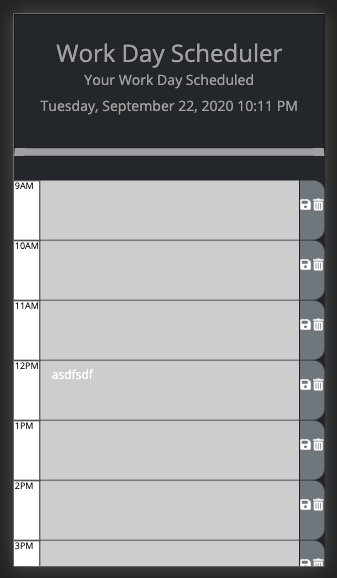 Work Day Scheduler
Your Work Day Scheduled
Tuesday, September 22, 2020 10:11 PM
9AM
10AM
11AM
12PM
asdfsdf
1PM
2PM
3PM